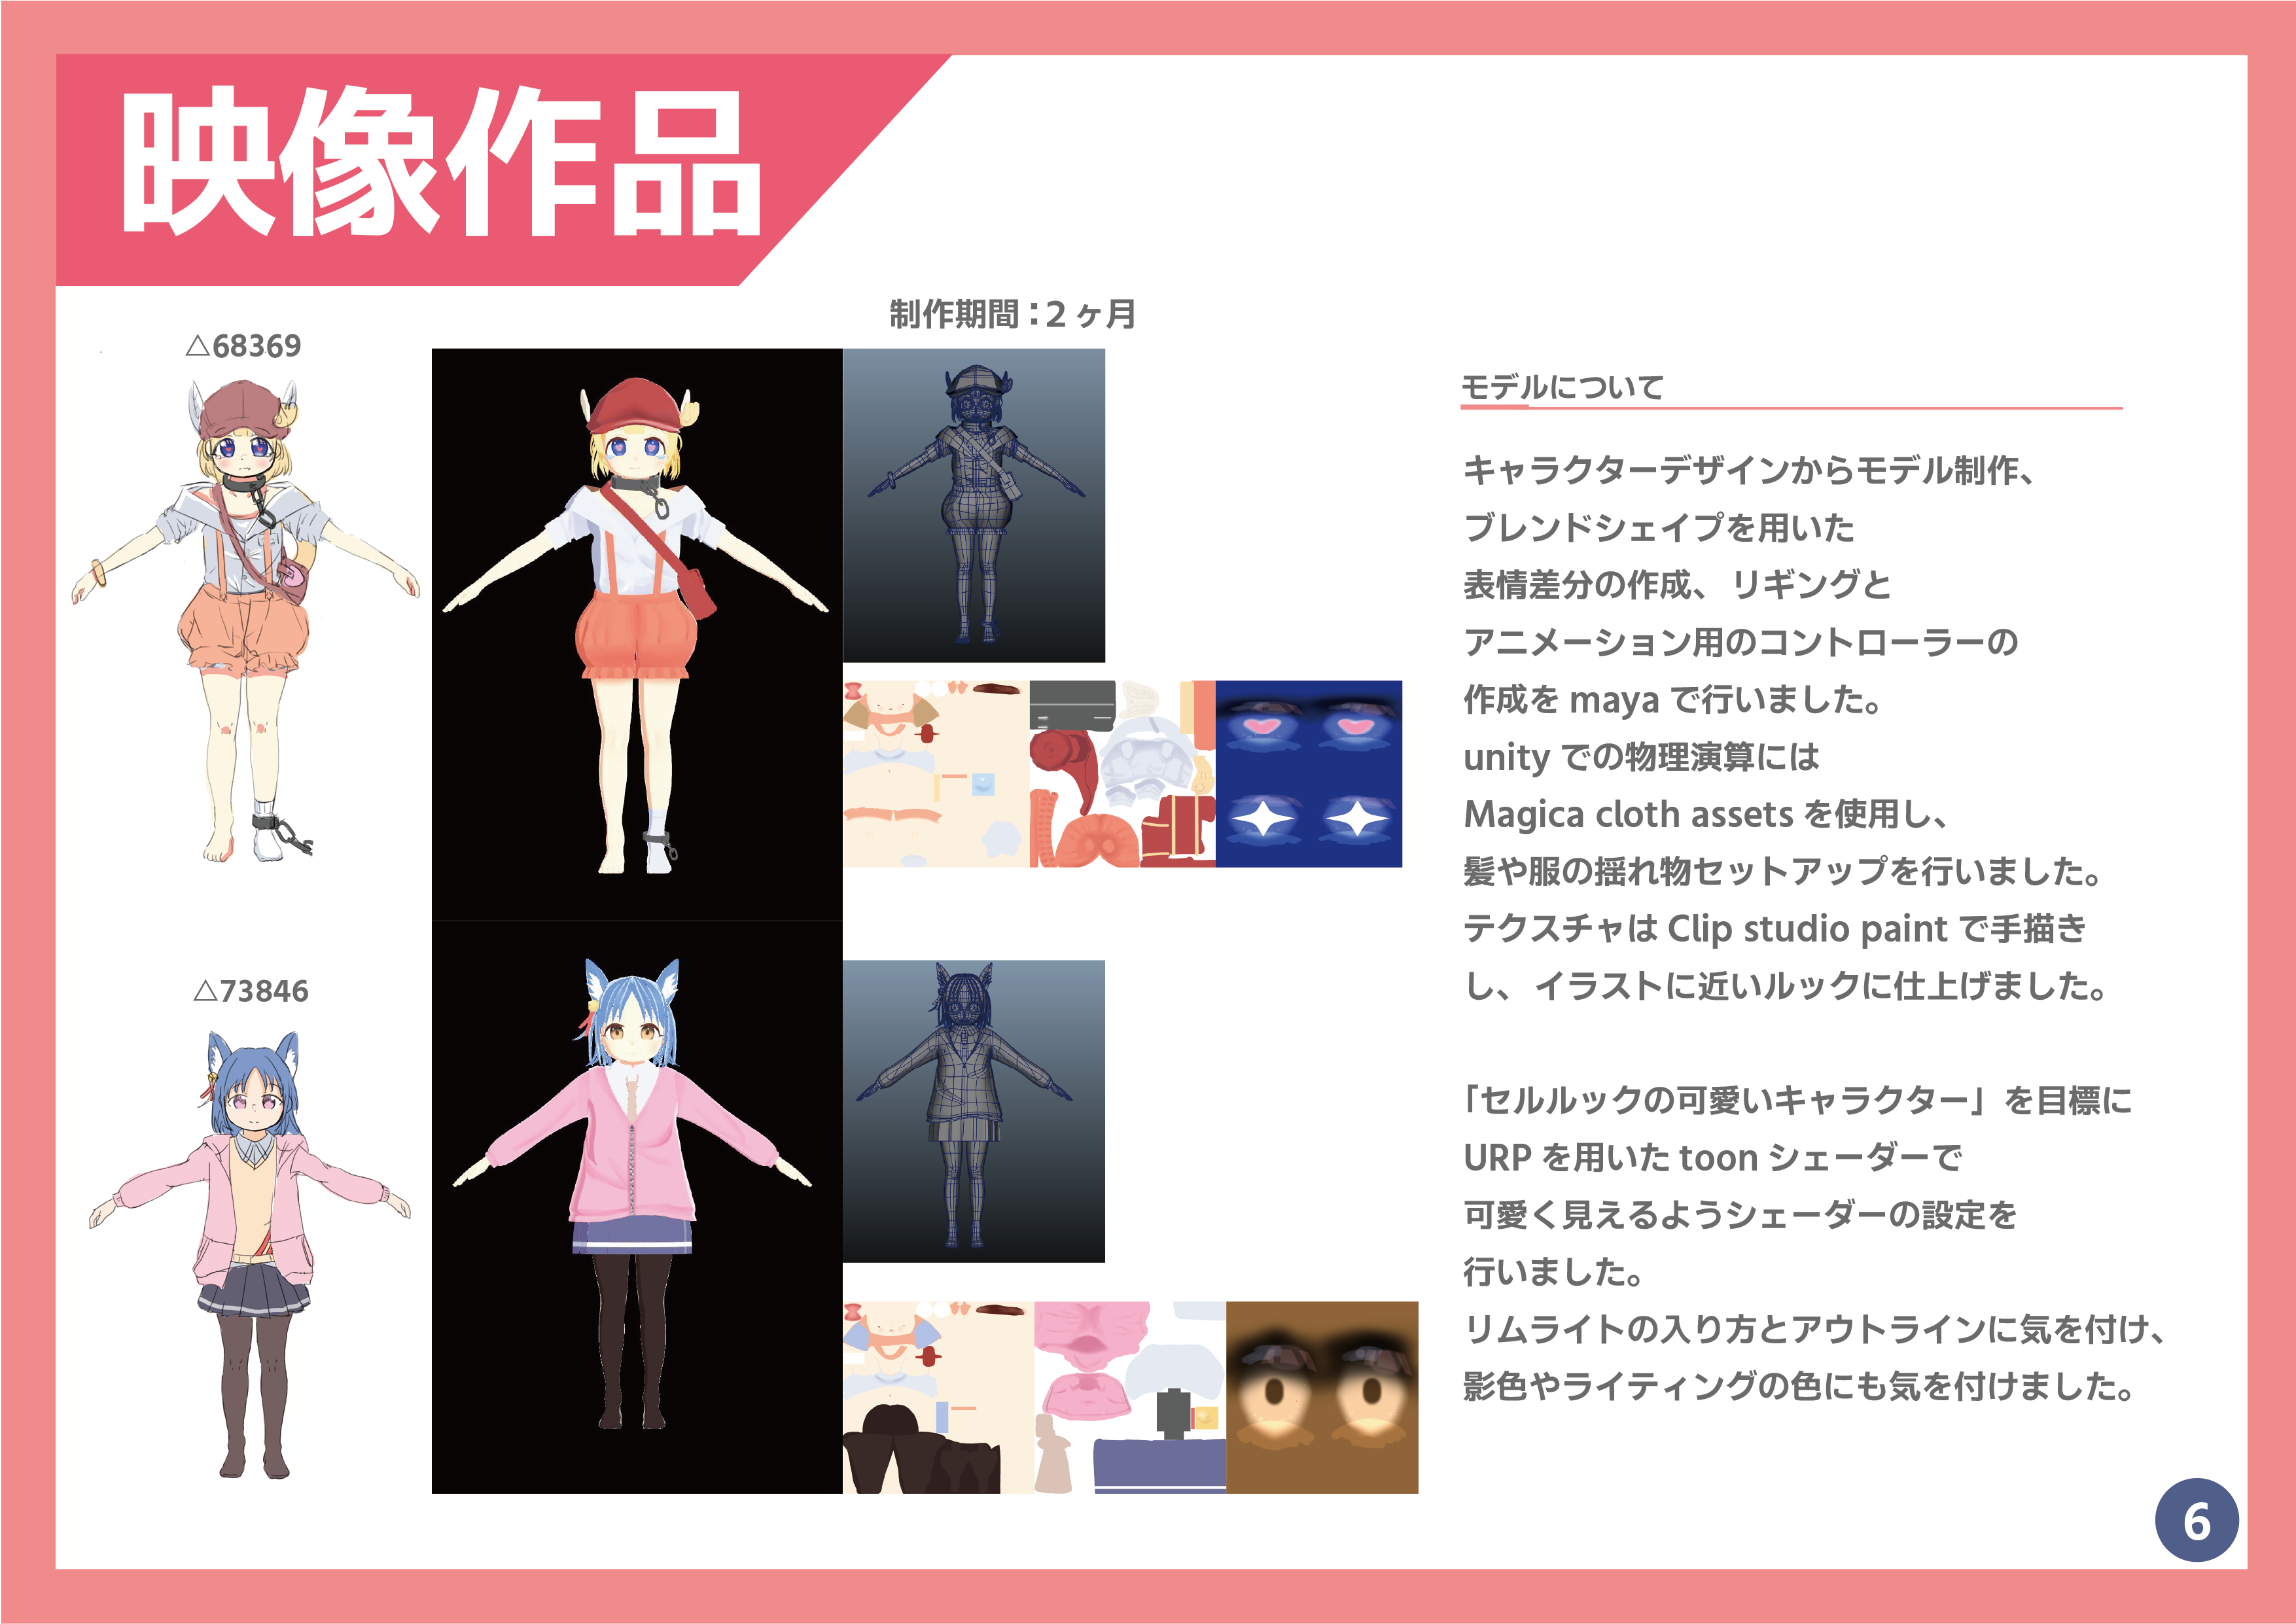 映像作品
制作期間：2 ヶ月
△68369
△73846
モデルについて
キャラクターデザインからモデル制作、
ブレンドシェイプを用いた
表情差分の作成、リギングと
アニメーション用のコントローラーの
作成を maya で行いました。
unity での物理演算には
Magica cloth assets を使用し、
髪や服の揺れ物セットアップを行いました。
テクスチャは Clip studio paint で手描き
し、イラストに近いルックに仕上げました。
「セルルックの可愛いキャラクター」を目標に
URP を用いた toon シェーダーで
可愛く見えるようシェーダーの設定を
行いました。
リムライトの入り方とアウトラインに気を付け、
影色やライティングの色にも気を付けました。
6